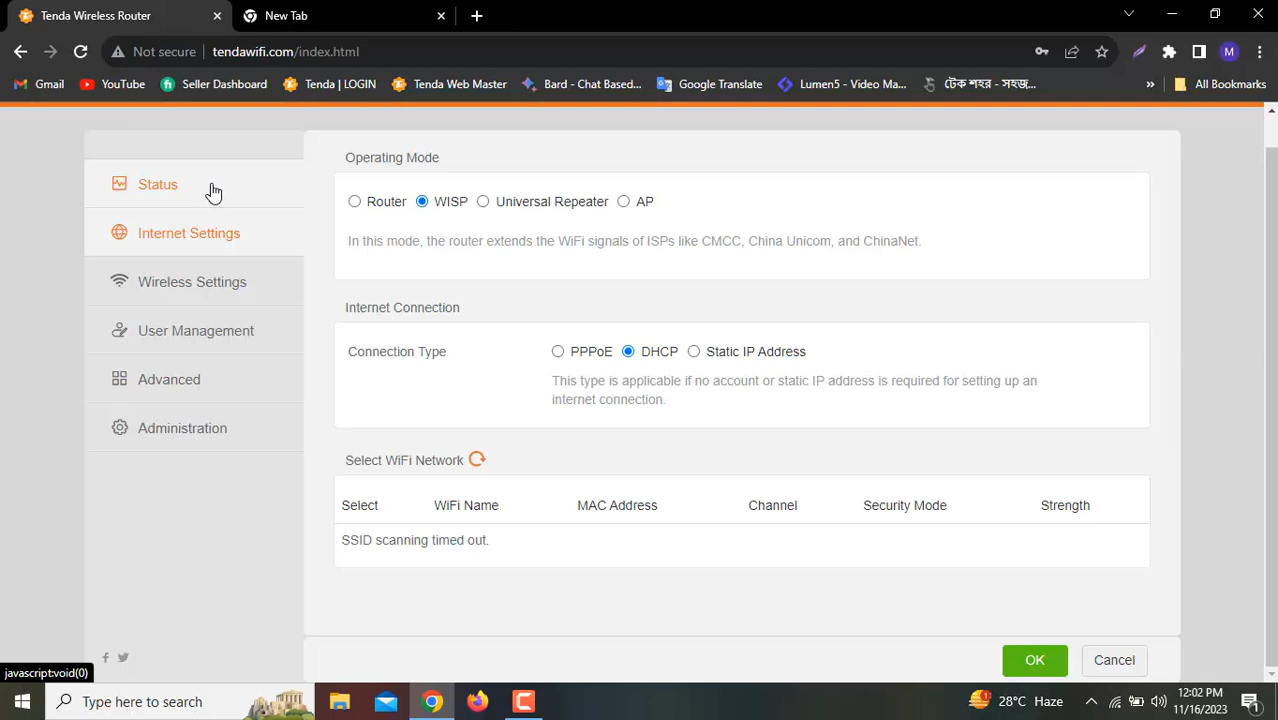 Tenda Wireless Router
New Tab
Not secure tendawifi.com/index.html
M
Gmail YouTube Seller Dashboard Tenda | LOGIN Tenda Web Master Bard - Chat Based... Google Translate Lumen5 - Video Ma... টেক শহর - সহজ... » All Bookmarks
Status
Internet Settings
Wireless Settings
User Management
Advanced
Administration
Operating Mode
Router WISP Universal Repeater AP
In this mode, the router extends the WiFi signals of ISPs like CMCC, China Unicom, and ChinaNet.
Internet Connection
Connection Type PPPoE DHCP Static IP Address
This type is applicable if no account or static IP address is required for setting up an
internet connection.
Select WiFi Network
Select WiFi Name MAC Address Channel Security Mode Strength
SSID scanning timed out.
OK Cancel
javascript:void(0)
Type here to search
1
28°C Haze
12:02 PM
11/16/2023
1